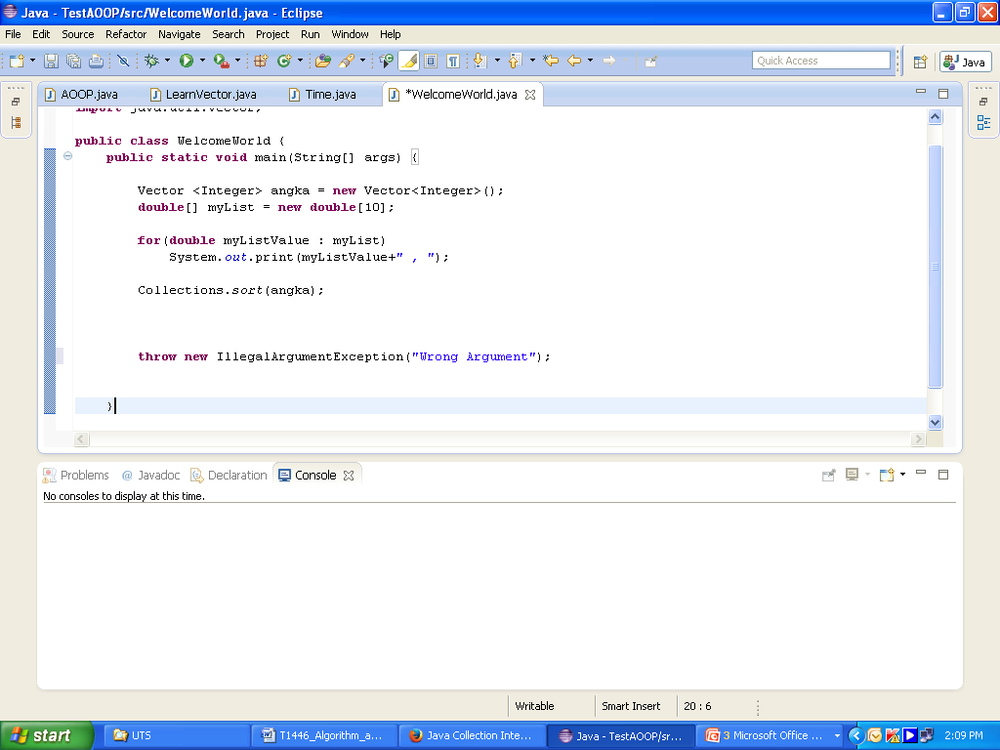 Java - TestAOOP/src/WelcomeWorld.java - Eclipse
File Edit Source Refactor Navigate Search Project Run Window Help
Quick Access
Java
AOOP.java LearnVector.java Time.java *WelcomeWorld.java
import java.util.Vector;
public class WelcomeWorld {
public static void main(String[] args) {
Vector <Integer> angka = new Vector<Integer>();
double[] myList = new double[10];
for(double myListValue : myList)
System.out.print(myListValue+" , ");
Collections.sort(angka);
throw new IllegalArgumentException("Wrong Argument");
}
Problems @ Javadoc Declaration Console
No consoles to display at this time.
Writable Smart Insert 20 : 6
start UTS T1446_Algorithm_a... Java Collection Inte... Java - TestAOOP/sr... 3 Microsoft Office ... 2:09 PM